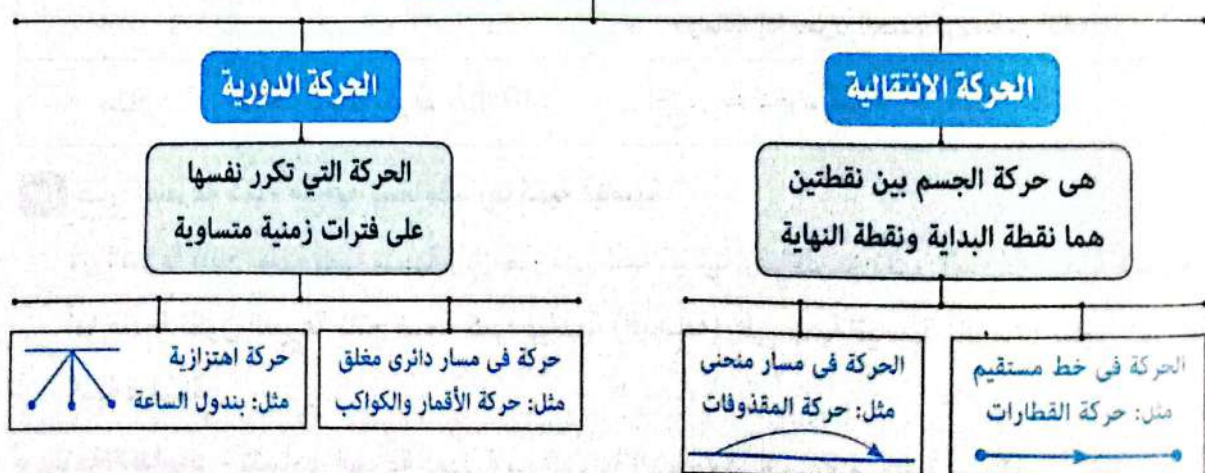 الحركة الانتقالية
هى حركة الجسم بين نقطتين
هما نقطة البداية ونقطة النهاية
الحركة فى خط مستقيم
مثل: حركة القطارات
الحركة فى مسار منحنى
مثل: حركة المقذوفات
الحركة الدورية
الحركة التي تكرر نفسها
على فترات زمنية متساوية
حركة فى مسار دائرى مغلق
مثل: حركة الأقمار والكواكب
حركة اهتزازية
مثل: بندول الساعة